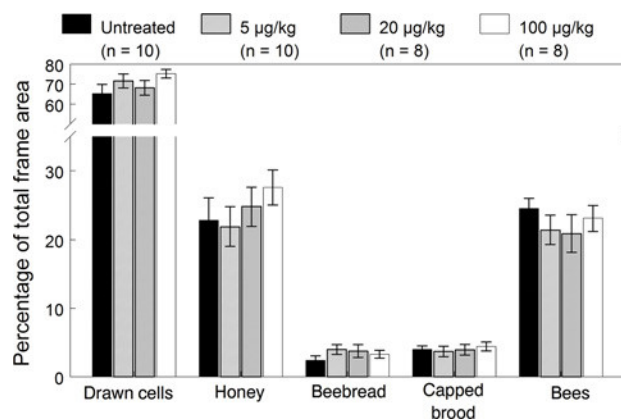 Untreated 5 µg/kg 20 µg/kg 100 µg/kg
(n = 10) (n = 10) (n = 8) (n = 8)
Percentage of total frame area
80
70
60
30
20
10
0
Drawn cells Honey Beebread Capped Bees
brood